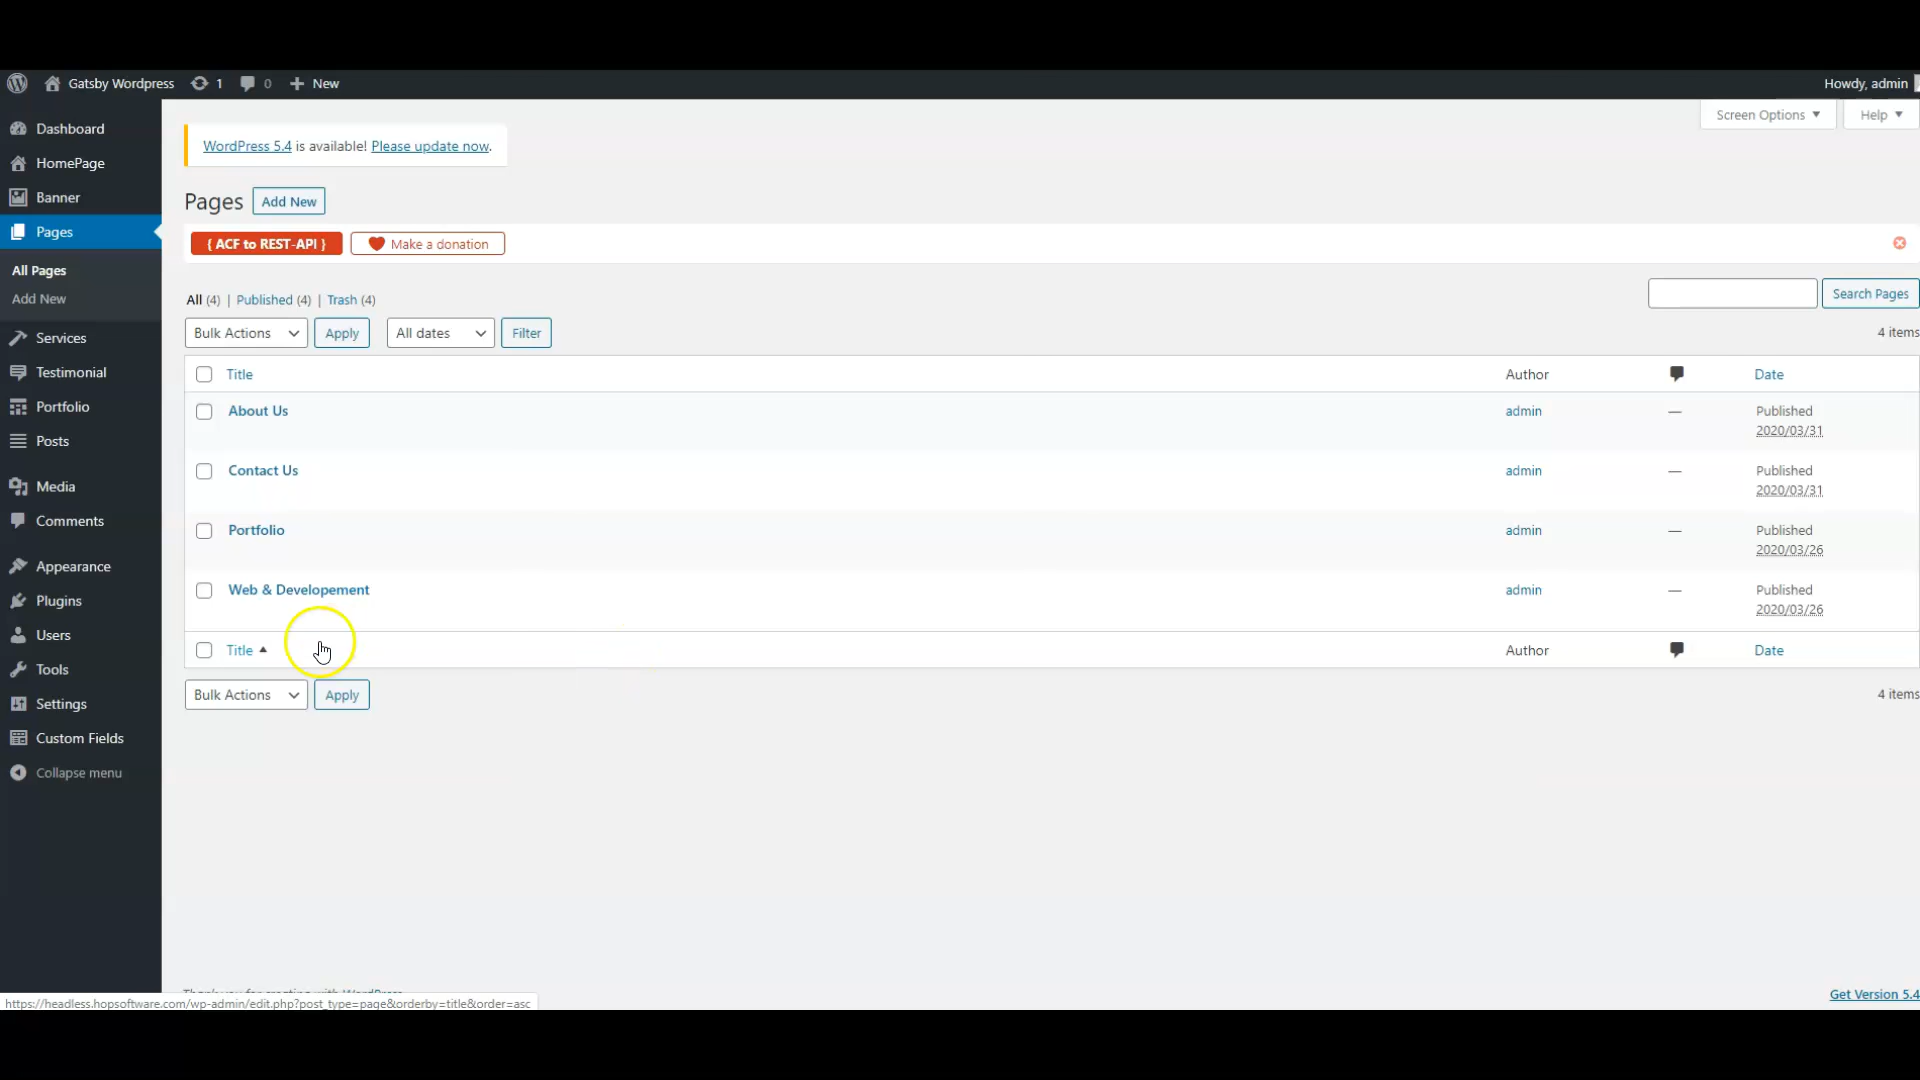 Gatsby Wordpress 1 0 New Howdy, admin
Screen Options Help
Dashboard
HomePage
Banner
Pages
All Pages
Add New
Services
Testimonial
Portfolio
Posts
Media
Comments
Appearance
Plugins
Users
Tools
Settings
Custom Fields
Collapse menu
WordPress 5.4 is available! Please update now.
Pages Add New
{ ACF to REST-API } Make a donation
All (4) | Published (4) | Trash (4)
Search Pages
Bulk Actions Apply All dates Filter
4 items
Title Author Date
About Us admin — Published
2020/03/31
Contact Us admin — Published
2020/03/31
Portfolio admin — Published
2020/03/26
Web & Developement admin — Published
2020/03/26
Title Author Date
Bulk Actions Apply 4 items
Thank you for creating with WordPress
Get Version 5.4
https://headless.hopsoftware.com/wp-admin/edit.php?post_type=page&orderby=title&order=asc